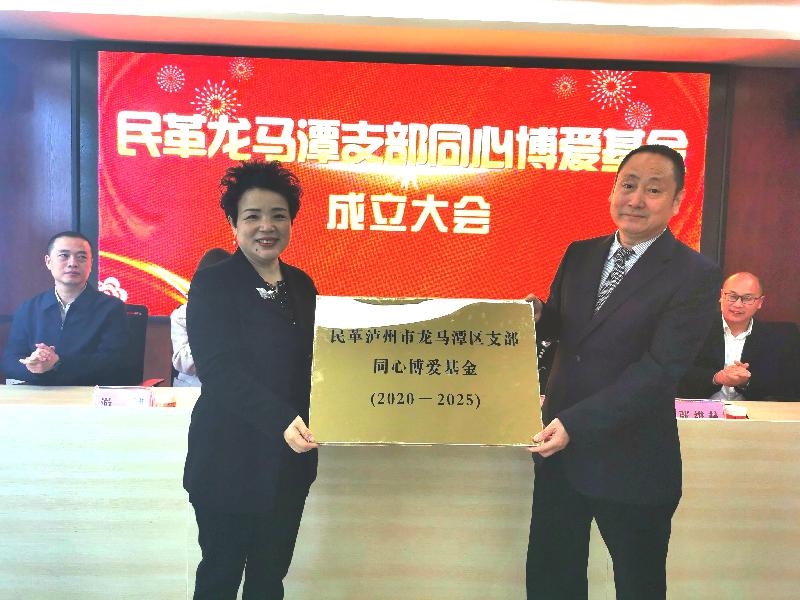 民革龙马潭支部同心博爱基金
成立大会
民革泸州市龙马潭区支部
同心博爱基金
(2020－2025)